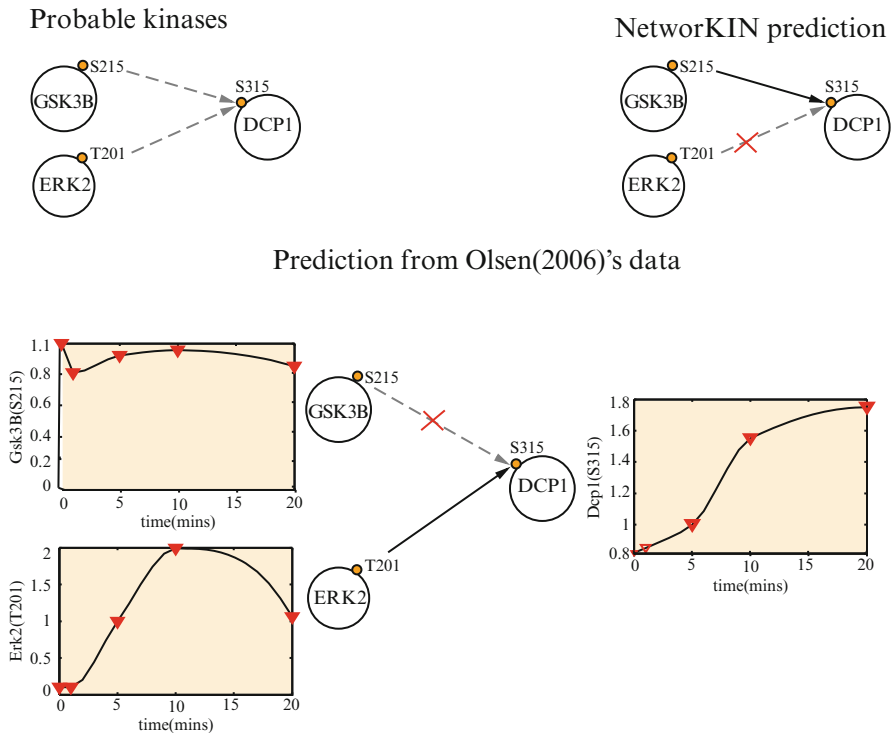 Probable kinases
NetworKIN prediction
S215
S315
GSK3B
DCP1
T201
ERK2
S215
S315
GSK3B
DCP1
T201
ERK2
Prediction from Olsen(2006)'s data
Gsk3B(S215)
1.1
0.8
0.6
0.4
0.2
0
0 5 10 15 20
time(mins)
S215
GSK3B
S315
DCP1
T201
ERK2
Erk2(T201)
2
1.5
1
0.5
0
0 5 10 15 20
time(mins)
Dcp1(S315)
1.8
1.6
1.4
1.2
1
0.8
0 5 10 15 20
time(mins)